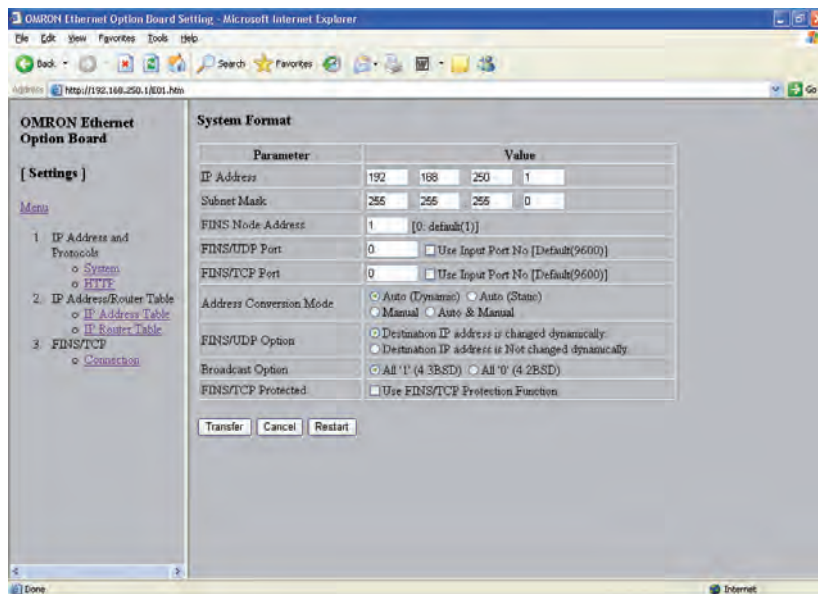 OMRON Ethernet Option Board Setting - Microsoft Internet Explorer
File Edit View Favorites Tools Help
Back Search Favorites
Address http://192.168.250.1/E01.htm Go
OMRON Ethernet
Option Board
[ Settings ]
Menu
1 IP Address and
Protocols
o System
o HTTP
2. IP Address/Router Table
o IP Address Table
o IP Router Table
3 FINS/TCP
o Connection
System Format
Parameter Value
IP Address 192 168 250 1
Subnet Mask 255 255 255 0
FINS Node Address 1 [0: default(1)]
FINS/UDP Port 0 Use Input Port No [Default(9600)]
FINS/TCP Port 0 Use Input Port No [Default(9600)]
Address Conversion Mode Auto (Dynamic) Auto (Static)
Manual Auto & Manual
FINS/UDP Option Destination IP address is changed dynamically.
Destination IP address is Not changed dynamically.
Broadcast Option All '1' (4.3BSD) All '0' (4.2BSD)
FINS/TCP Protected Use FINS/TCP Protection Function
Transfer Cancel Restart
Done Internet